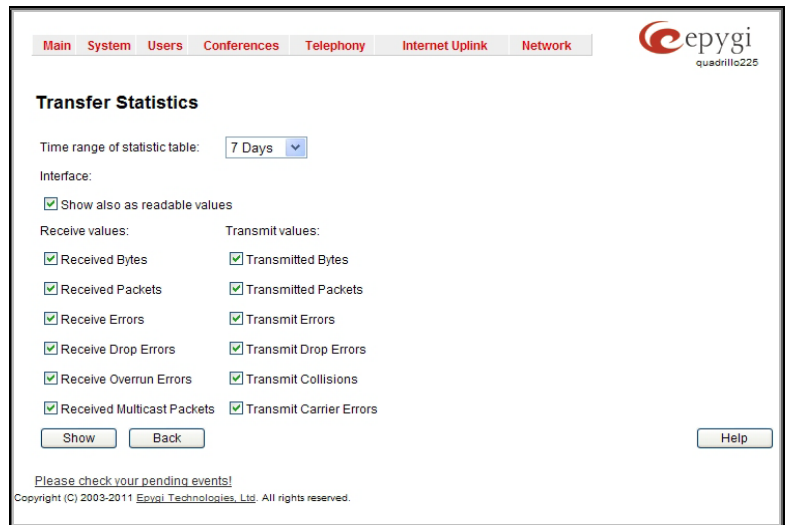 Main System Users Conferences Telephony Internet Uplink Network
epygi
quadrillo225
Transfer Statistics
Time range of statistic table: 7 Days
Interface:
Show also as readable values
Receive values: Transmit values:
Received Bytes Transmitted Bytes
Received Packets Transmitted Packets
Receive Errors Transmit Errors
Receive Drop Errors Transmit Drop Errors
Receive Overrun Errors Transmit Collisions
Received Multicast Packets Transmit Carrier Errors
Show Back Help
Please check your pending events!
Copyright (C) 2003-2011 Epygi Technologies, Ltd. All rights reserved.